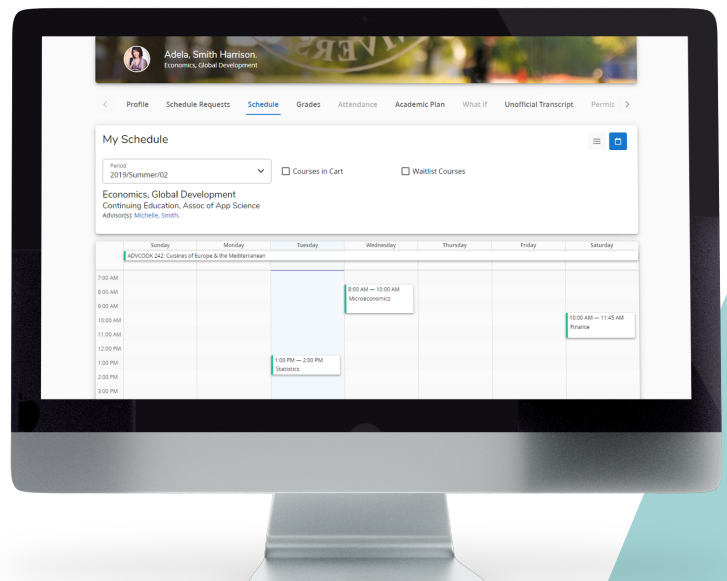 VERS
Adela, Smith Harrison.
Economics, Global Development
Profile Schedule Requests Schedule Grades Attendance Academic Plan What if Unofficial Transcript Permis
My Schedule
Period
2019/Summer/02
Courses in Cart Waitlist Courses
Economics, Global Development
Continuing Education, Assoc of App Science
Advisor(s): Michelle, Smith.
Sunday Monday Tuesday Wednesday Thursday Friday Saturday
ADVCOOK 242: Cuisines of Europe & the Mediterranean
7:00 AM
8:00 AM
8:00 AM — 10:00 AM
Microeconomics
9:00 AM
10:00 AM
10:00 AM — 11:45 AM
Finance
11:00 AM
12:00 PM
1:00 PM
1:00 PM — 2:00 PM
Statistics
2:00 PM
3:00 PM